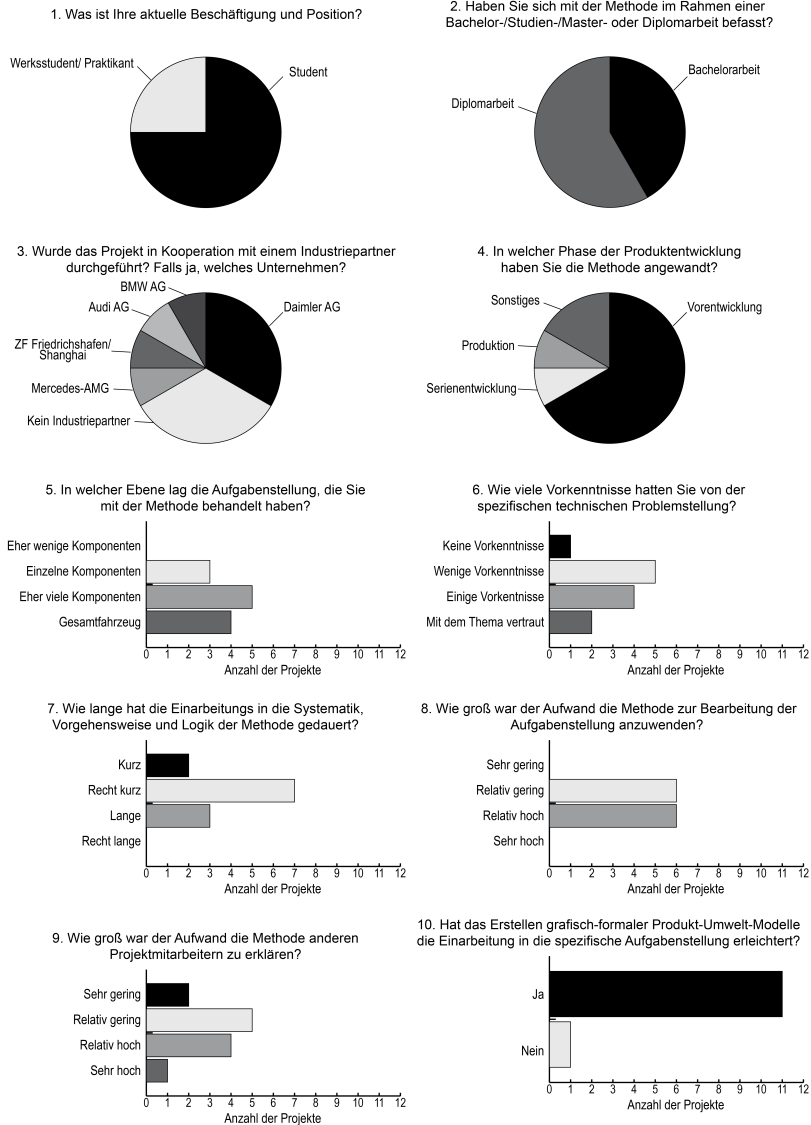 1. Was ist Ihre aktuelle Beschäftigung und Position?
Werksstudent/ Praktikant
Student
2. Haben Sie sich mit der Methode im Rahmen einer
Bachelor-/Studien-/Master- oder Diplomarbeit befasst?
Bachelorarbeit
Diplomarbeit
3. Wurde das Projekt in Kooperation mit einem Industriepartner
durchgeführt? Falls ja, welches Unternehmen?
BMW AG
Audi AG
Daimler AG
ZF Friedrichshafen/
Shanghai
Mercedes-AMG
Kein Industriepartner
4. In welcher Phase der Produktentwicklung
haben Sie die Methode angewandt?
Sonstiges
Vorentwicklung
Produktion
Serienentwicklung
5. In welcher Ebene lag die Aufgabenstellung, die Sie
mit der Methode behandelt haben?
Eher wenige Komponenten
Einzelne Komponenten
Eher viele Komponenten
Gesamtfahrzeug
0 1 2 3 4 5 6 7 8 9 10 11 12
Anzahl der Projekte
6. Wie viele Vorkenntnisse hatten Sie von der
spezifischen technischen Problemstellung?
Keine Vorkenntnisse
Wenige Vorkenntnisse
Einige Vorkentnisse
Mit dem Thema vertraut
0 1 2 3 4 5 6 7 8 9 10 11 12
Anzahl der Projekte
7. Wie lange hat die Einarbeitungs in die Systematik,
Vorgehensweise und Logik der Methode gedauert?
Kurz
Recht kurz
Lange
Recht lange
0 1 2 3 4 5 6 7 8 9 10 11 12
Anzahl der Projekte
8. Wie groß war der Aufwand die Methode zur Bearbeitung der
Aufgabenstellung anzuwenden?
Sehr gering
Relativ gering
Relativ hoch
Sehr hoch
0 1 2 3 4 5 6 7 8 9 10 11 12
Anzahl der Projekte
9. Wie groß war der Aufwand die Methode anderen
Projektmitarbeitern zu erklären?
Sehr gering
Relativ gering
Relativ hoch
Sehr hoch
0 1 2 3 4 5 6 7 8 9 10 11 12
Anzahl der Projekte
10. Hat das Erstellen grafisch-formaler Produkt-Umwelt-Modelle
die Einarbeitung in die spezifische Aufgabenstellung erleichtert?
Ja
Nein
0 1 2 3 4 5 6 7 8 9 10 11 12
Anzahl der Projekte